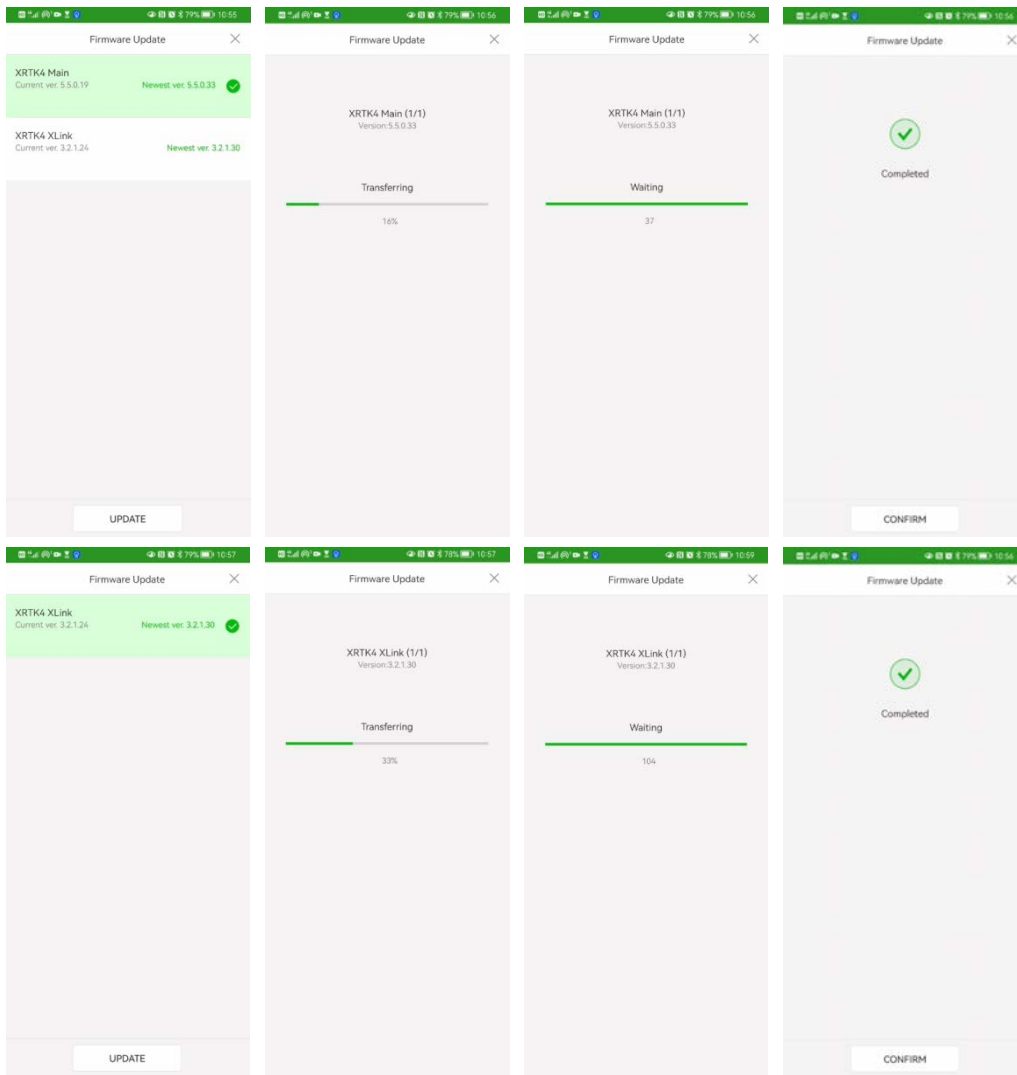 79% 10:55
Firmware Update
XRTK4 Main
Current ver. 5.5.0.19 Newest ver. 5.5.0.33
XRTK4 XLink
Current ver. 3.2.1.24 Newest ver. 3.2.1.30
UPDATE
79% 10:56
Firmware Update
XRTK4 Main (1/1)
Version:5.5.0.33
Transferring
16%
79% 10:56
Firmware Update
XRTK4 Main (1/1)
Version:5.5.0.33
Waiting
37
79% 10:56
Firmware Update
Completed
CONFIRM
79% 10:57
Firmware Update
XRTK4 XLink
Current ver. 3.2.1.24 Newest ver. 3.2.1.30
UPDATE
78% 10:57
Firmware Update
XRTK4 XLink (1/1)
Version:3.2.1.30
Transferring
33%
78% 10:59
Firmware Update
XRTK4 XLink (1/1)
Version:3.2.1.30
Waiting
104
79% 10:56
Firmware Update
Completed
CONFIRM